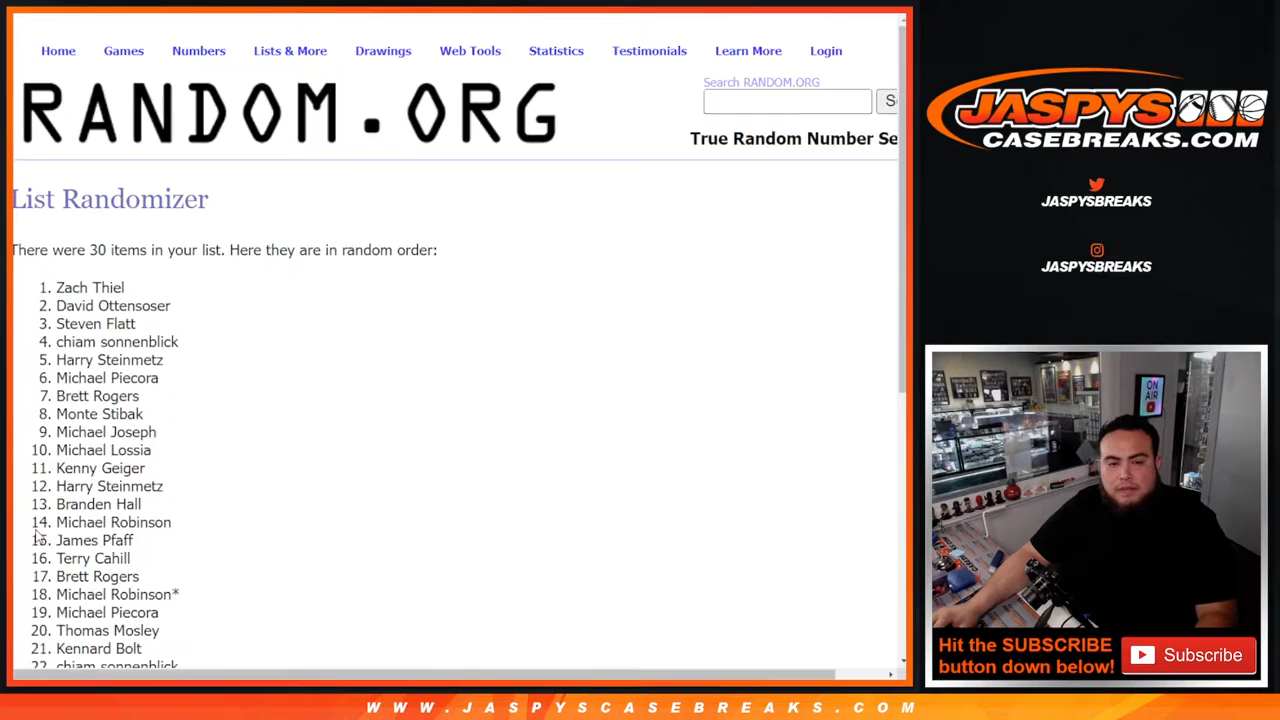 Home Games Numbers Lists & More Drawings Web Tools Statistics Testimonials Learn More Login
Search RANDOM.ORG
RANDOM.ORG
True Random Number Se
List Randomizer
There were 30 items in your list. Here they are in random order:
1. Zach Thiel
2. David Ottensoser
3. Steven Flatt
4. chiam sonnenblick
5. Harry Steinmetz
6. Michael Piecora
7. Brett Rogers
8. Monte Stibak
9. Michael Joseph
10. Michael Lossia
11. Kenny Geiger
12. Harry Steinmetz
13. Branden Hall
14. Michael Robinson
15. James Pfaff
16. Terry Cahill
17. Brett Rogers
18. Michael Robinson*
19. Michael Piecora
20. Thomas Mosley
21. Kennard Bolt
22. chiam sonnenblick
JASPYS
CASEBREAKS.COM
JASPYSBREAKS
JASPYSBREAKS
ON
AIR
Hit the SUBSCRIBE
button down below!
Subscribe
WWW.JASPYSCASEBREAKS.COM